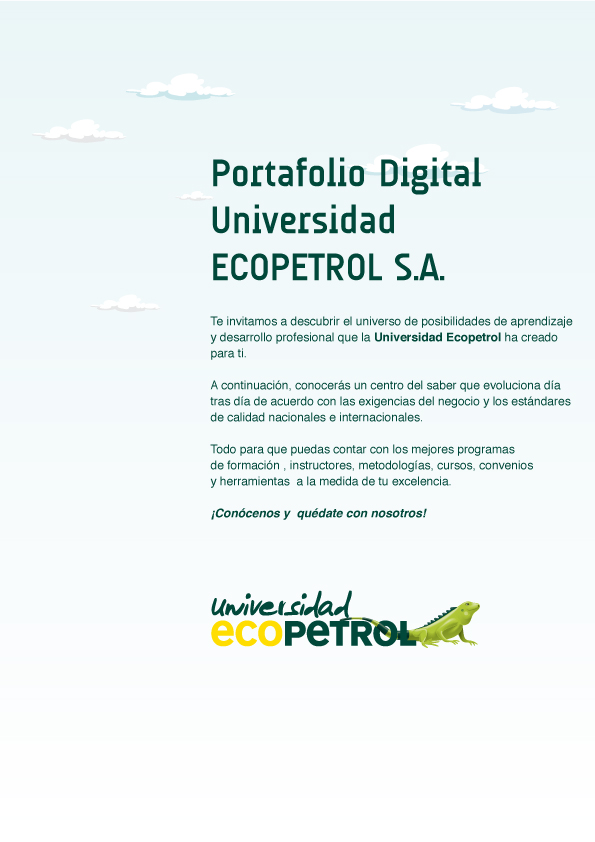 Portafolio Digital
Universidad
ECOPETROL S.A.
Te invitamos a descubrir el universo de posibilidades de aprendizaje
y desarrollo profesional que la Universidad Ecopetrol ha creado
para ti.
A continuación, conocerás un centro del saber que evoluciona día
tras día de acuerdo con las exigencias del negocio y los estándares
de calidad nacionales e internacionales.
Todo para que puedas contar con los mejores programas
de formación , instructores, metodologías, cursos, convenios
y herramientas  a la medida de tu excelencia.
¡Conócenos y  quédate con nosotros!
universidad
ecopetrol